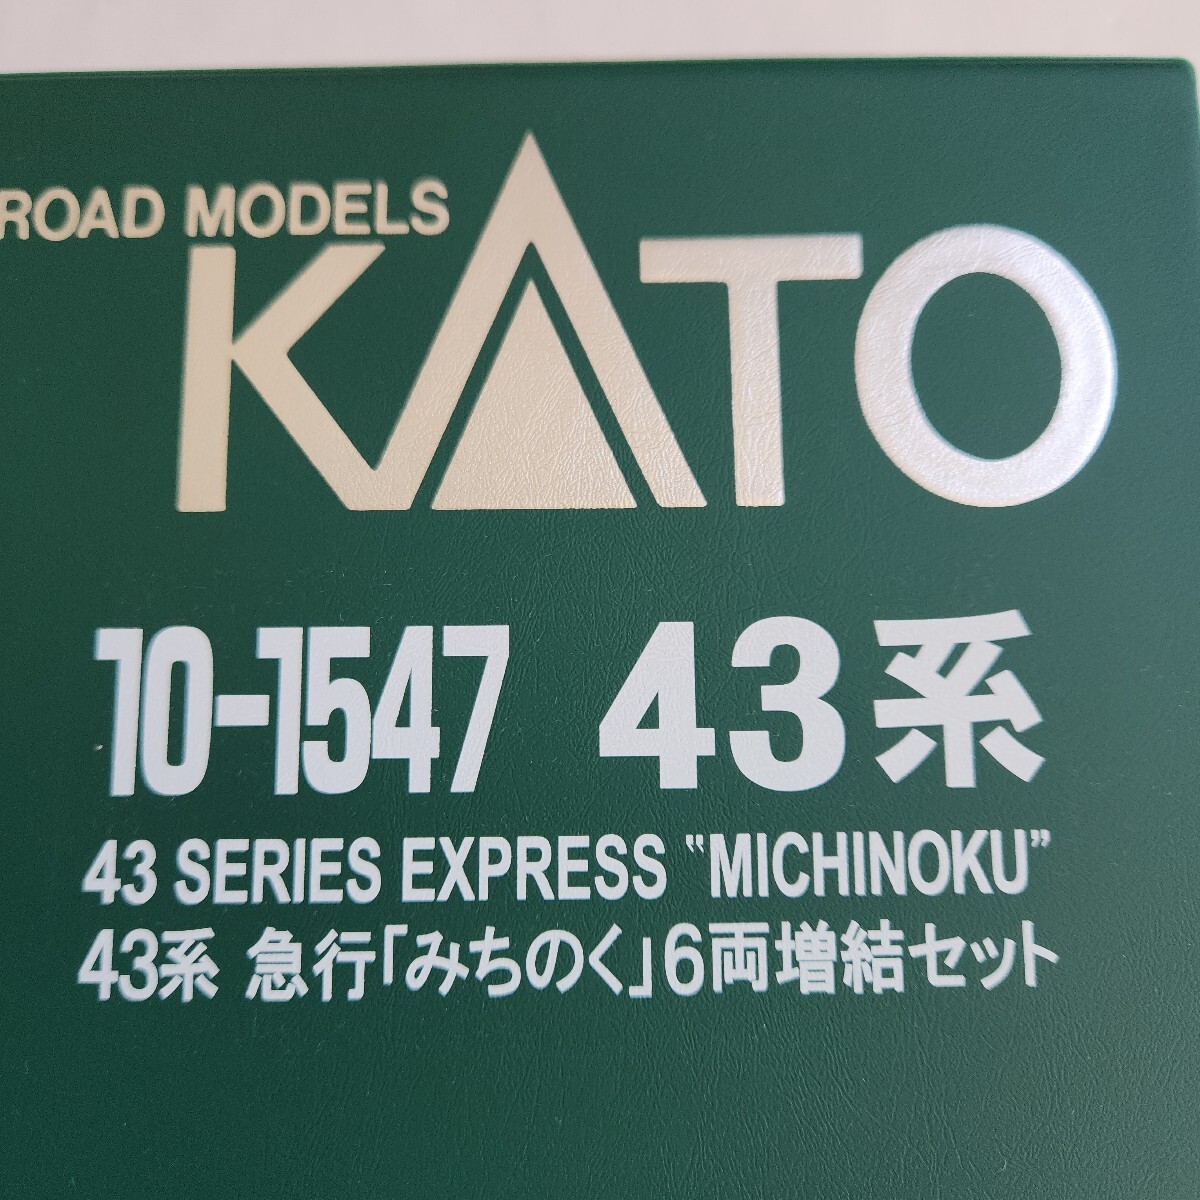 ROAD MODELS
KATO
10-1547 43系
43 SERIES EXPRESS "MICHINOKU"
43系 急行「みちのく」6両増結セット